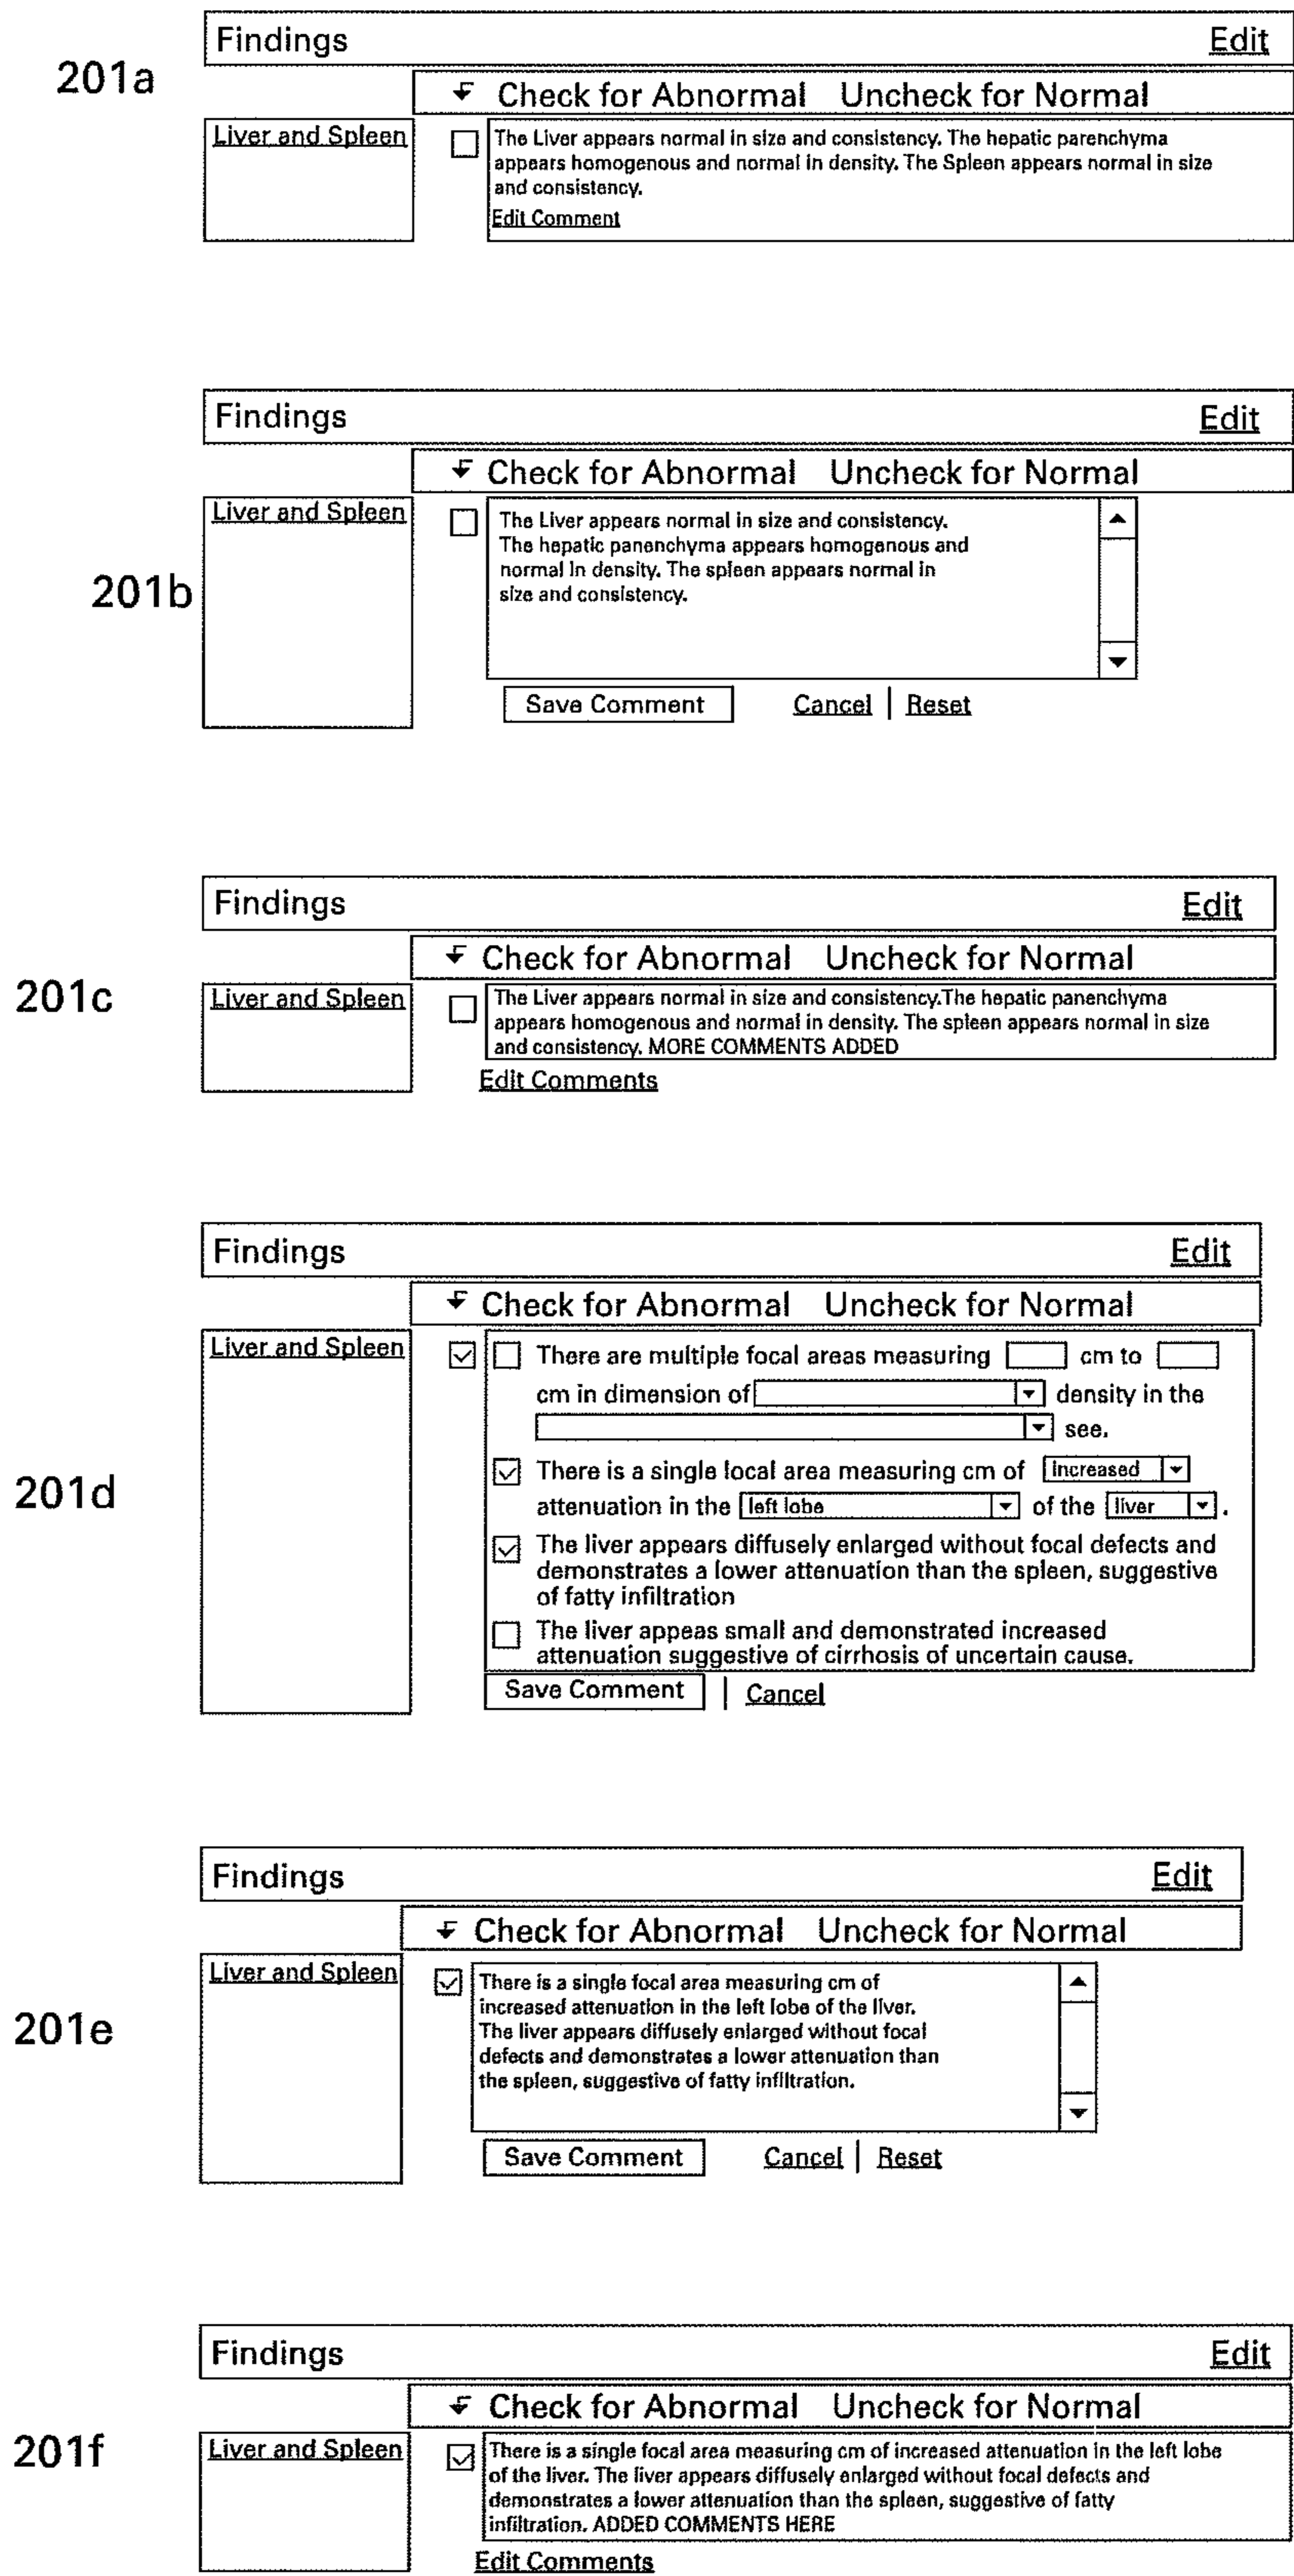 Findings Edit
201a
Check for Abnormal Uncheck for Normal
Liver and Spleen
The Liver appears normal in size and consistency. The hepatic parenchyma
appears homogenous and normal in density. The Spleen appears normal in size
and consistency.
Edit Comment
Findings Edit
Check for Abnormal Uncheck for Normal
Liver and Spleen
201b
The Liver appears normal in size and consistency.
The hepatic panenchyma appears homogenous and
normal in density. The spleen appears normal in
size and consistency.
Save Comment Cancel | Reset
Findings Edit
Check for Abnormal Uncheck for Normal
201c
Liver and Spleen
The Liver appears normal in size and consistency.The hepatic panenchyma
appears homogenous and normal in density. The spleen appears normal in size
and consistency. MORE COMMENTS ADDED
Edit Comments
Findings Edit
Check for Abnormal Uncheck for Normal
Liver and Spleen
201d
There are multiple focal areas measuring cm to
cm in dimension of density in the
see.
There is a single local area measuring cm of increased
attenuation in the left lobe of the liver .
The liver appears diffusely enlarged without focal defects and
demonstrates a lower attenuation than the spleen, suggestive
of fatty infiltration
The liver appeas small and demonstrated increased
attenuation suggestive of cirrhosis of uncertain cause.
Save Comment | Cancel
Findings Edit
Check for Abnormal Uncheck for Normal
Liver and Spleen
201e
There is a single focal area measuring cm of
increased attenuation in the left lobe of the liver.
The liver appears diffusely enlarged without focal
defects and demonstrates a lower attenuation than
the spleen, suggestive of fatty infiltration.
Save Comment Cancel | Reset
Findings Edit
Check for Abnormal Uncheck for Normal
201f
Liver and Spleen
There is a single focal area measuring cm of increased attenuation in the left lobe
of the liver. The liver appears diffusely enlarged without focal defects and
demonstrates a lower attenuation than the spleen, suggestive of fatty
infiltration. ADDED COMMENTS HERE
Edit Comments